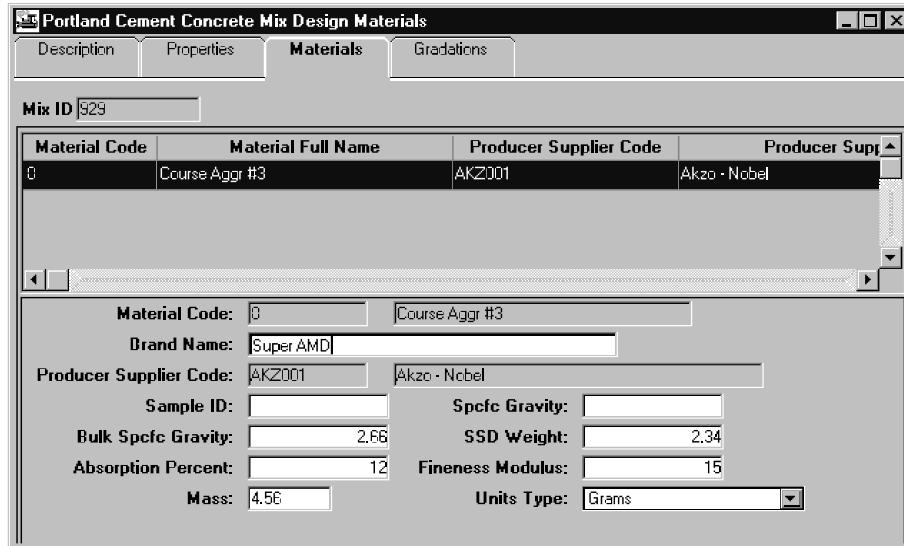 Portland Cement Concrete Mix Design Materials
Description Properties Materials Gradations
Mix ID 929
Material Code Material Full Name Producer Supplier Code Producer Supp
0 Course Aggr #3 AKZ001 Akzo - Nobel
Material Code: 0 Course Aggr #3
Brand Name: Super AMD
Producer Supplier Code: AKZ001 Akzo - Nobel
Sample ID: Spcfc Gravity:
Bulk Spcfc Gravity: 2.66 SSD Weight: 2.34
Absorption Percent: 12 Fineness Modulus: 15
Mass: 4.56 Units Type: Grams